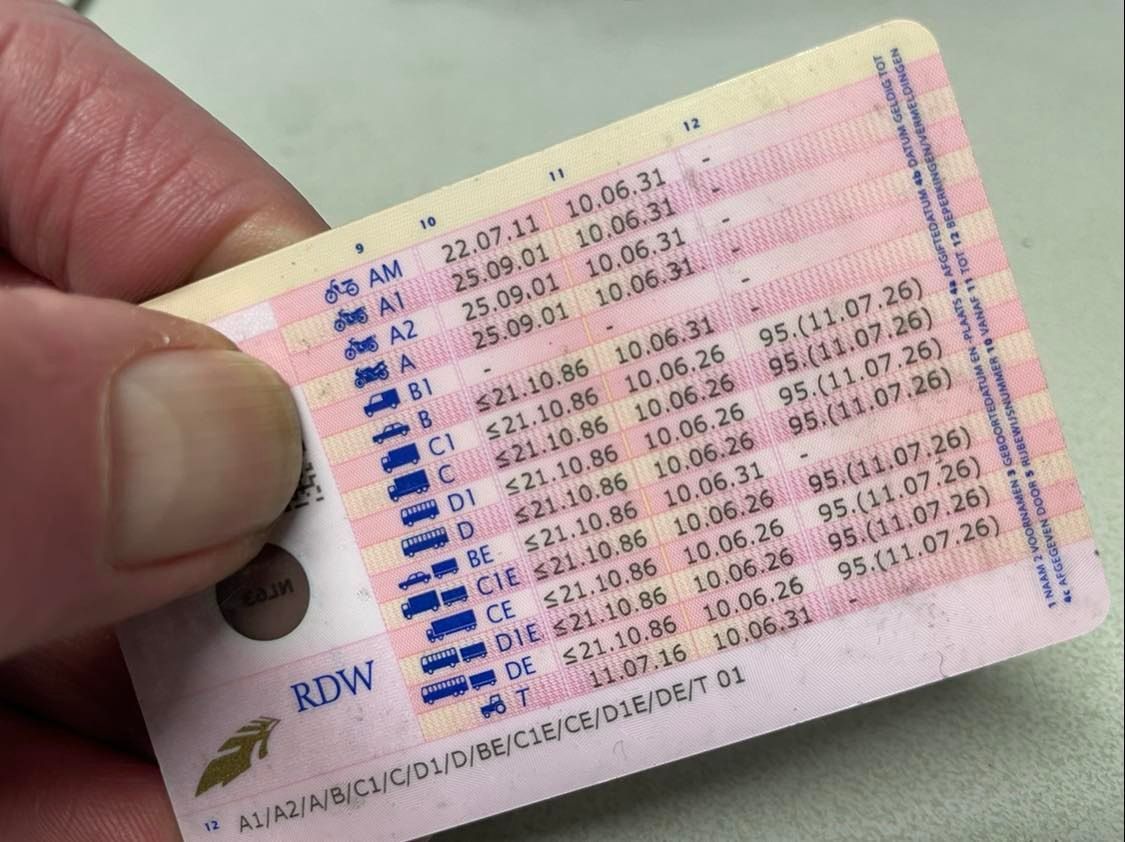 9 10 11 12
AM 22.07.11 10.06.31 -
A1 25.09.01 10.06.31 -
A2 25.09.01 10.06.31 -
A 25.09.01 10.06.31 -
B1 - - -
B ≤21.10.86 10.06.31 -
C1 ≤21.10.86 10.06.26 95.(11.07.26)
C ≤21.10.86 10.06.26 95.(11.07.26)
D1 ≤21.10.86 10.06.26 95.(11.07.26)
D ≤21.10.86 10.06.26 95.(11.07.26)
BE ≤21.10.86 10.06.31 -
C1E ≤21.10.86 10.06.26 95.(11.07.26)
CE ≤21.10.86 10.06.26 95.(11.07.26)
D1E ≤21.10.86 10.06.26 95.(11.07.26)
DE ≤21.10.86 10.06.26 95.(11.07.26)
T 11.07.16 10.06.31 -
RDW
12 A1/A2/A/B/C1/C/D1/D/BE/C1E/CE/D1E/DE/T 01
1 NAAM 2 VOORNAMEN 3 GEBOORTEDATUM EN -PLAATS 4a AFGIFTEDATUM 4b DATUM GELDIG TOT
4c AFGEGEVEN DOOR 5 RIJBEWIJSNUMMER 10 VANAF 11 TOT 12 BEPERKINGEN/VERMELDINGEN